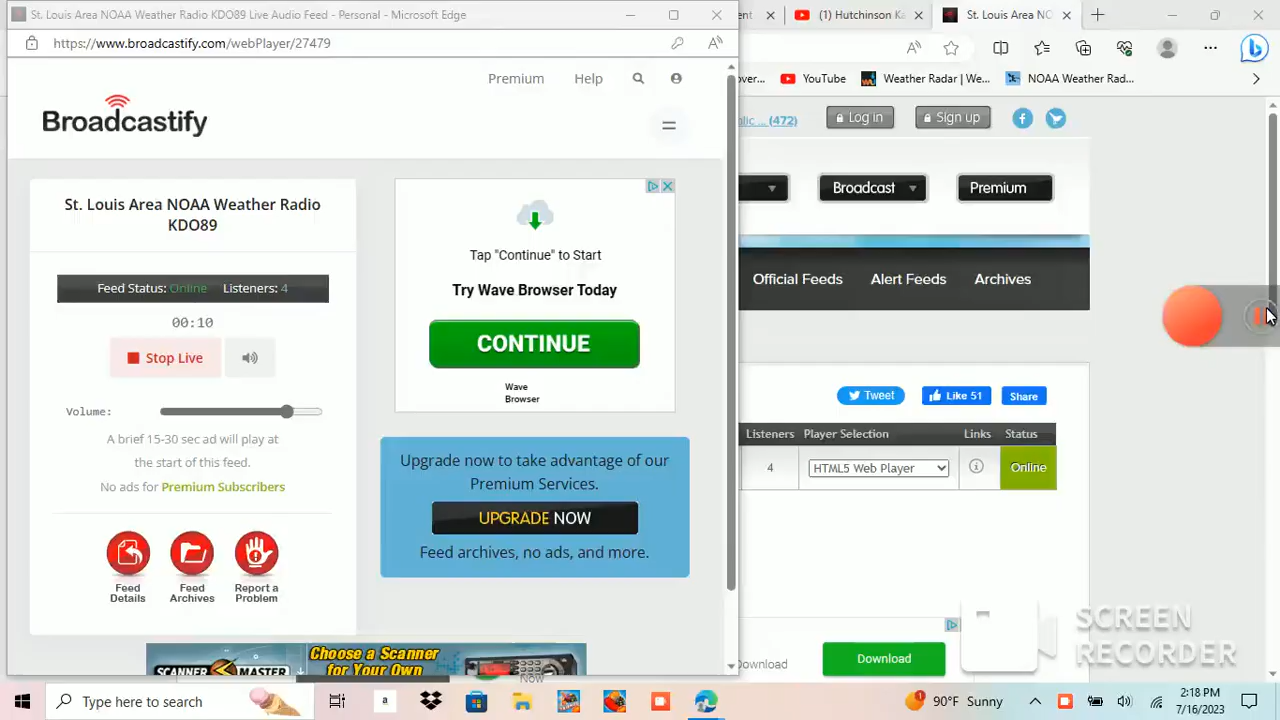 St. Louis Area NOAA Weather Radio KDO89 Live Audio Feed - Personal - Microsoft Edge
(1) Hutchinson Ka
St. Louis Area NO
https://www.broadcastify.com/webPlayer/27479
YouTube
Weather Radar | We...
NOAA Weather Rad...
Premium
Help
Broadcastify
(472)
Log in
Sign up
Broadcast
Premium
Official Feeds
Alert Feeds
Archives
St. Louis Area NOAA Weather Radio
KDO89
Feed Status: Online Listeners: 4
00:10
Stop Live
Volume:
A brief 15-30 sec ad will play at
the start of this feed.
No ads for Premium Subscribers
Feed
Details
Feed
Archives
Report a
Problem
Tap "Continue" to Start
Try Wave Browser Today
CONTINUE
Wave
Browser
Upgrade now to take advantage of our
Premium Services.
UPGRADE NOW
Feed archives, no ads, and more.
Tweet
Like 51
Share
Listeners
Player Selection
Links
Status
4
HTML5 Web Player
Online
SCANNER MASTER
Choose a Scanner
for Your Own
Now
Download
Download
SCREEN
RECORDER
Type here to search
a
90°F Sunny
2:18 PM
7/16/2023